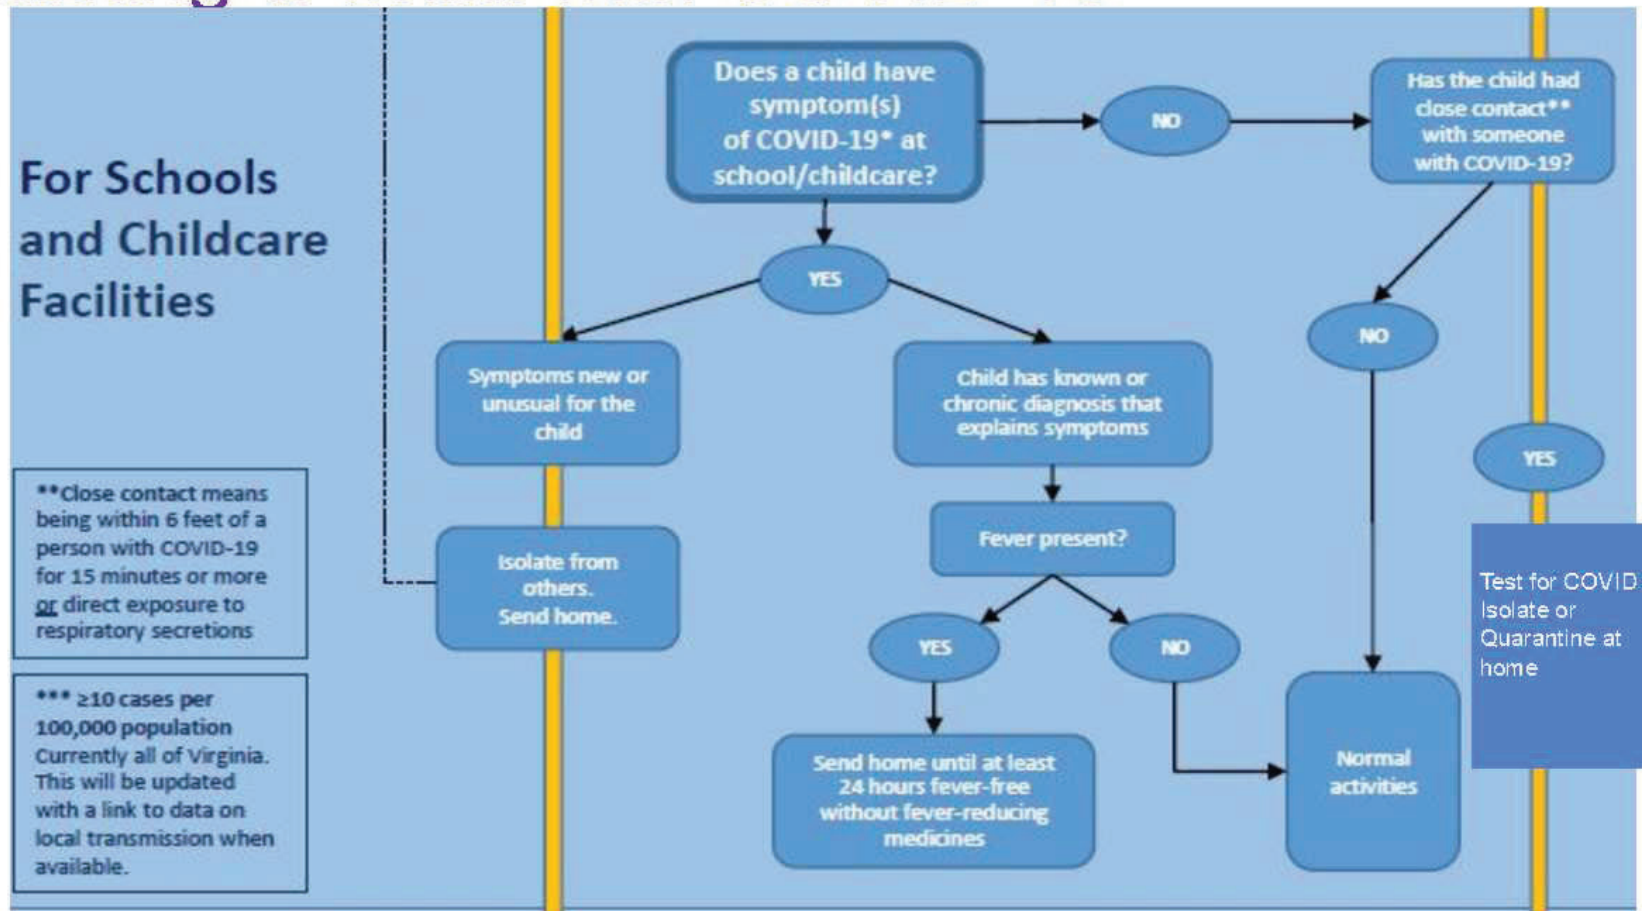 For Schools
and Childcare
Facilities
**Close contact means
being within 6 feet of a
person with COVID-19
for 15 minutes or more
or direct exposure to
respiratory secretions
*** ≥10 cases per
100,000 population
Currently all of Virginia.
This will be updated
with a link to data on
local transmission when
available.
Does a child have
symptom(s)
of COVID-19* at
school/childcare?
NO
Has the child had
close contact**
with someone
with COVID-19?
YES
NO
Symptoms new or
unusual for the
child
Child has known or
chronic diagnosis that
explains symptoms
YES
Isolate from
others.
Send home.
Fever present?
Test for COVID
Isolate or
Quarantine at
home
YES
NO
Send home until at least
24 hours fever-free
without fever-reducing
medicines
Normal
activities